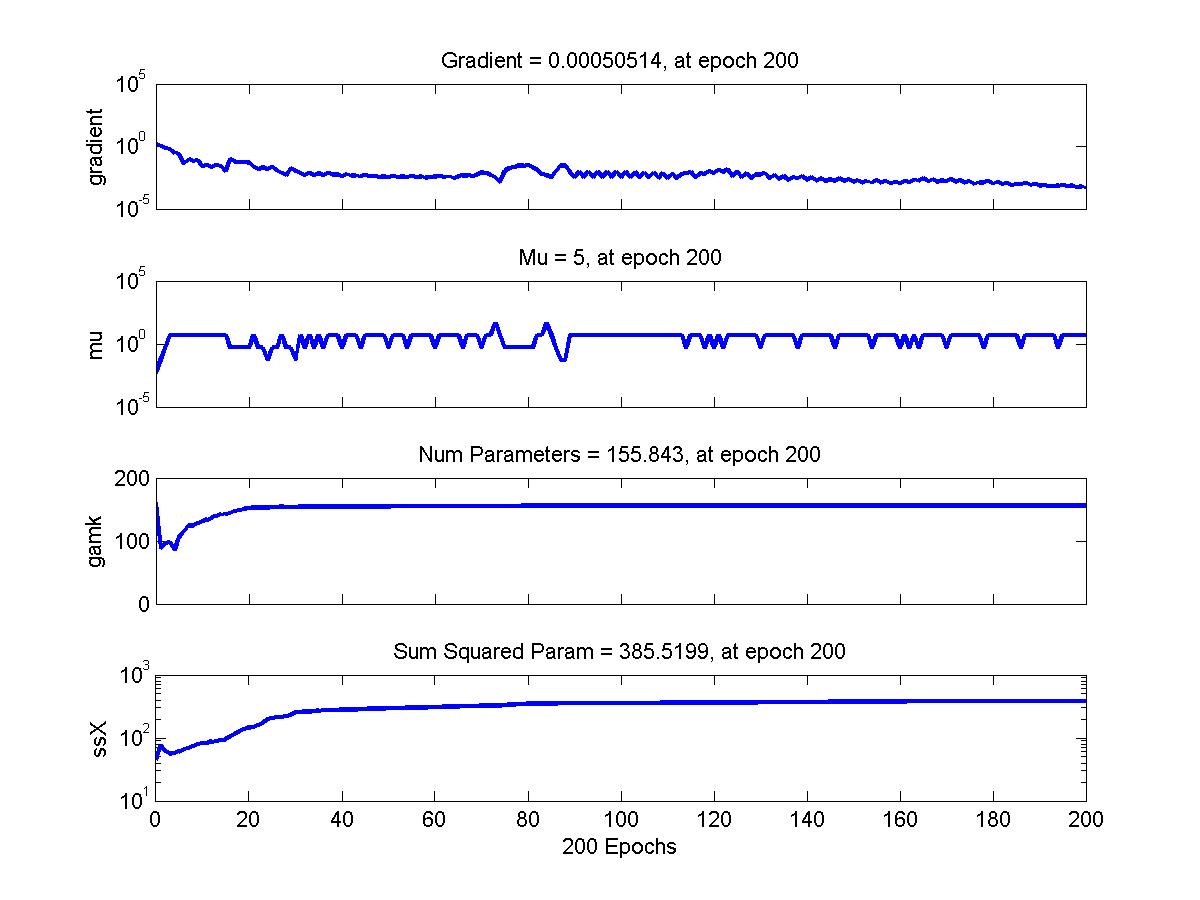 Gradient = 0.00050514, at epoch 200
10^5
10^0
10^-5
gradient
Mu = 5, at epoch 200
10^5
10^0
10^-5
mu
Num Parameters = 155.843, at epoch 200
200
100
0
gamk
Sum Squared Param = 385.5199, at epoch 200
10^3
10^2
10^1
ssX
0 20 40 60 80 100 120 140 160 180 200
200 Epochs